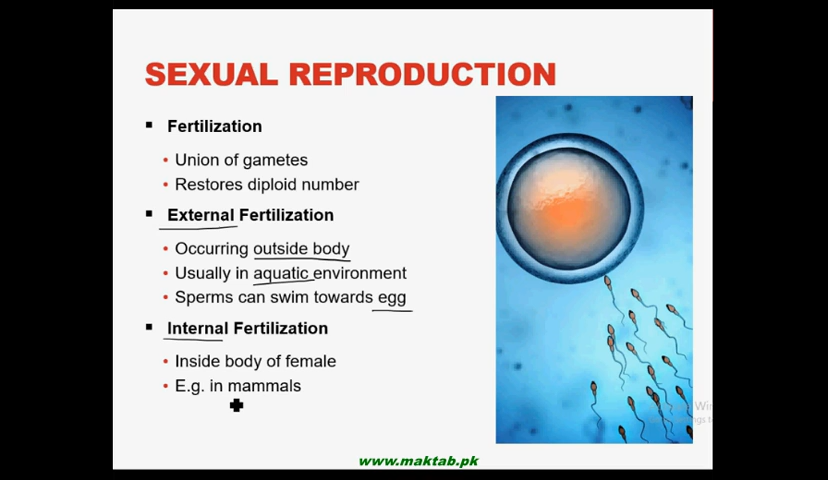 SEXUAL REPRODUCTION
Fertilization
Union of gametes
Restores diploid number
External Fertilization
Occurring outside body
Usually in aquatic environment
Sperms can swim towards egg
Internal Fertilization
Inside body of female
E.g. in mammals
www.maktab.pk